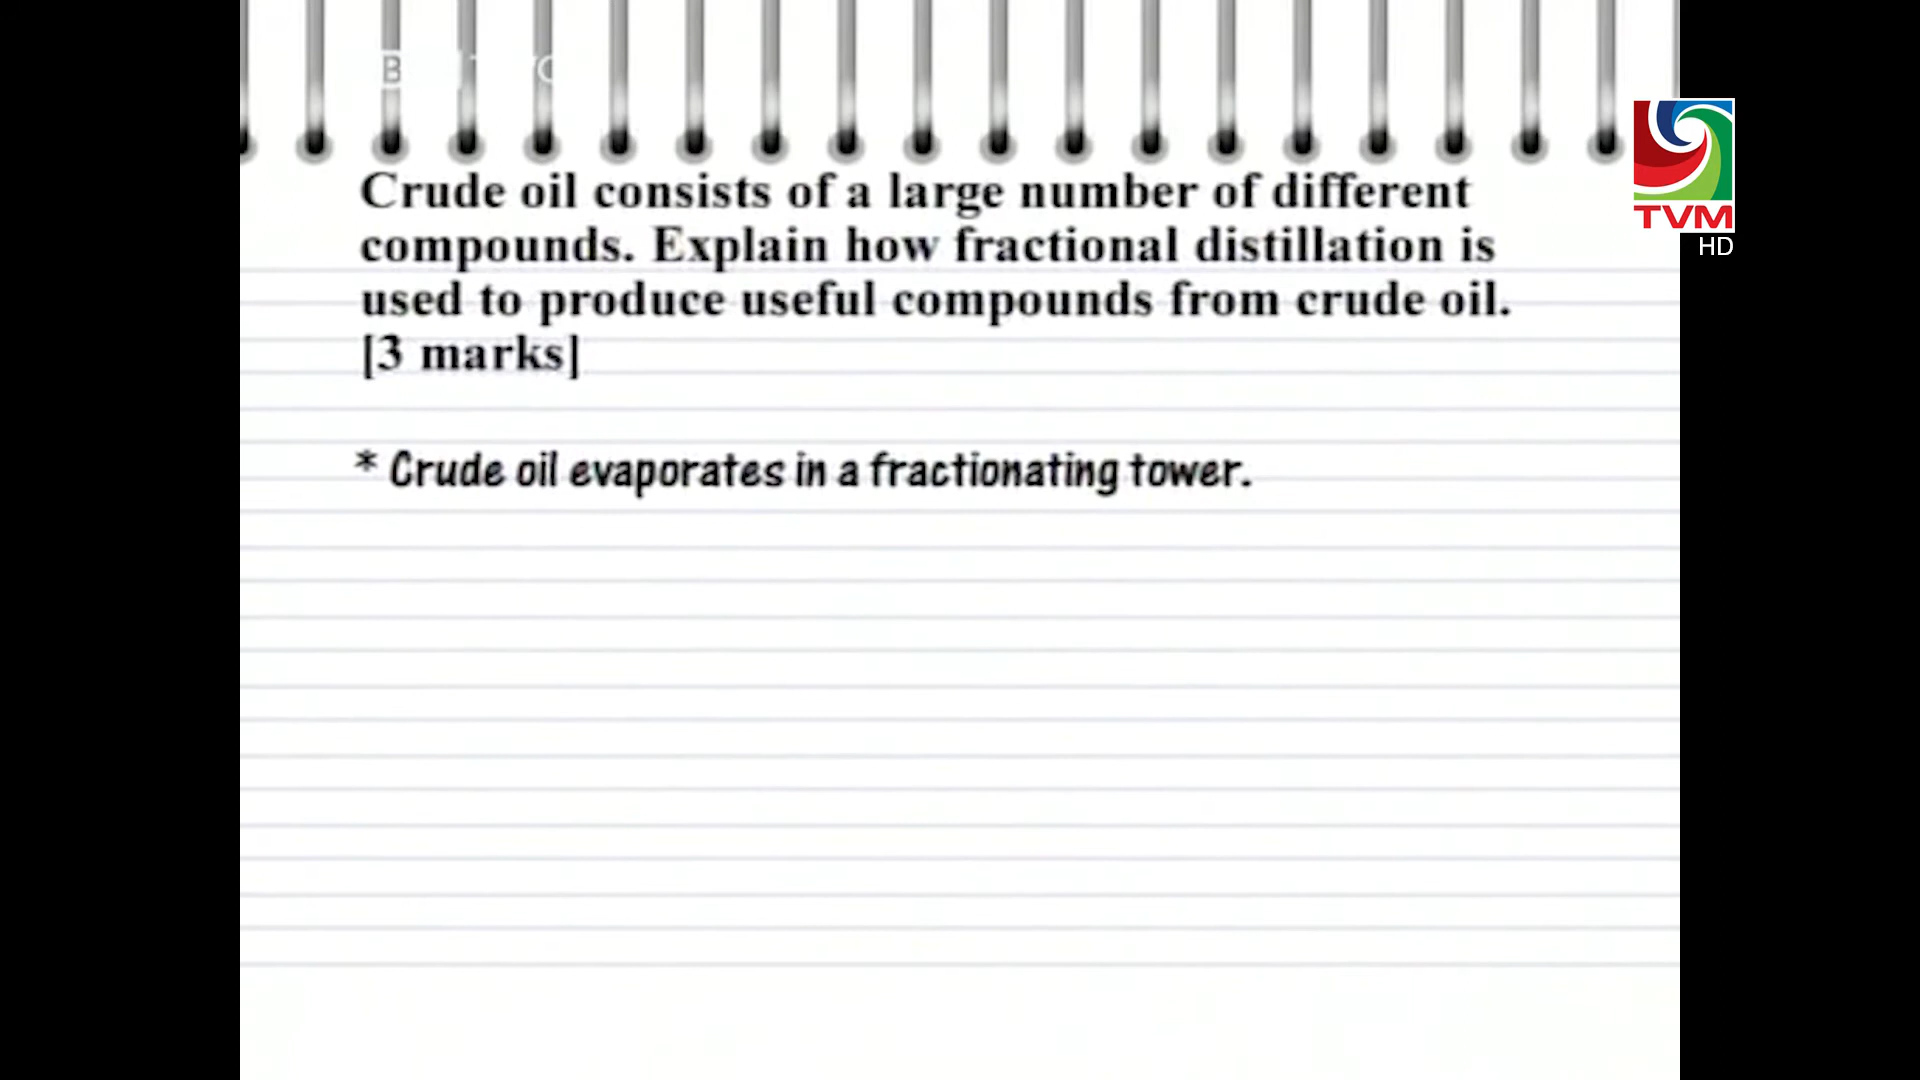 TVM
HD
Crude oil consists of a large number of different
compounds. Explain how fractional distillation is
used to produce useful compounds from crude oil.
[3 marks]
* Crude oil evaporates in a fractionating tower.